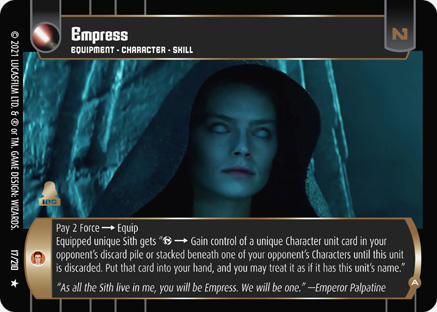 Empress
EQUIPMENT - CHARACTER - SKILL
N
© 2021 LUCASFILM LTD. & ® or TM. GAME DESIGN: WIZARDS.
17/210
Pay 2 Force → Equip
Equipped unique Sith gets “ → Gain control of a unique Character unit card in your
opponent's discard pile or stacked beneath one of your opponent's Characters until this unit
is discarded. Put that card into your hand, and you may treat it as if it has this unit's name.”
“As all the Sith live in me, you will be Empress. We will be one.” —Emperor Palpatine
A